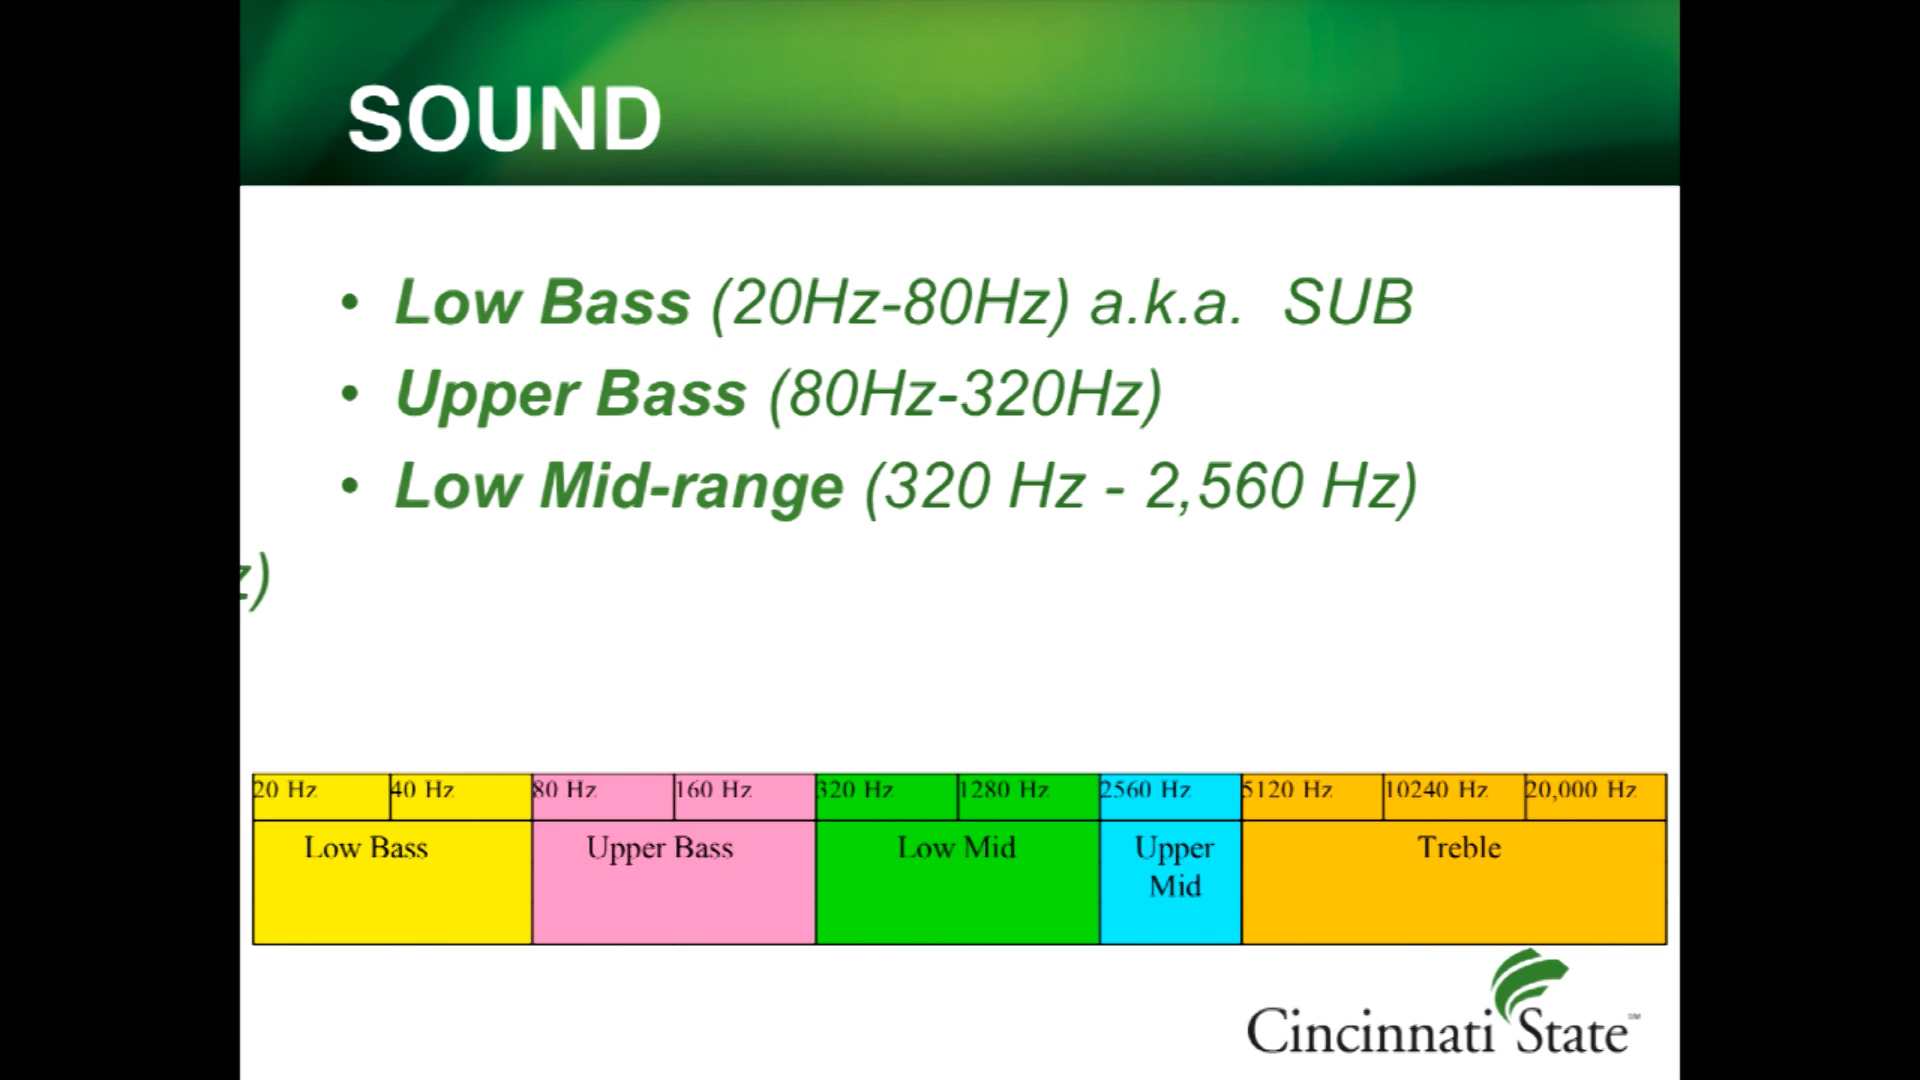 SOUND
• Low Bass (20Hz-80Hz) a.k.a. SUB
• Upper Bass (80Hz-320Hz)
• Low Mid-range (320 Hz - 2,560 Hz)
z)
20 Hz 40 Hz 80 Hz 160 Hz 320 Hz 1280 Hz 2560 Hz 5120 Hz 10240 Hz 20,000 Hz
Low Bass Upper Bass Low Mid Upper Treble
Mid
Cincinnati State SM